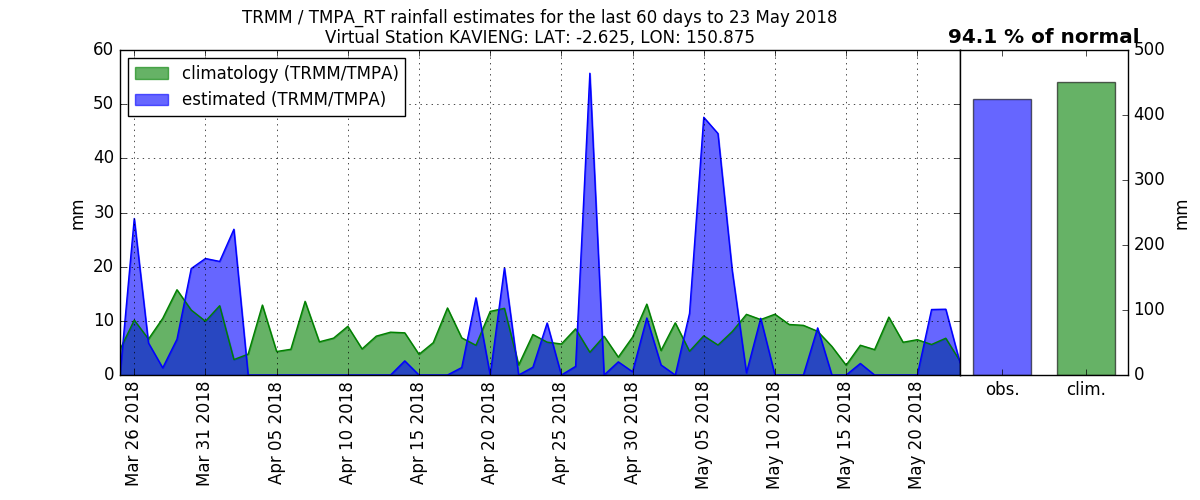 TRMM / TMPA_RT rainfall estimates for the last 60 days to 23 May 2018
Virtual Station KAVIENG: LAT: -2.625, LON: 150.875
94.1 % of normal
climatology (TRMM/TMPA)
estimated (TRMM/TMPA)
60
50
40
30
20
10
0
mm
500
400
300
200
100
0
mm
Mar 26 2018
Mar 31 2018
Apr 05 2018
Apr 10 2018
Apr 15 2018
Apr 20 2018
Apr 25 2018
Apr 30 2018
May 05 2018
May 10 2018
May 15 2018
May 20 2018
obs.
clim.